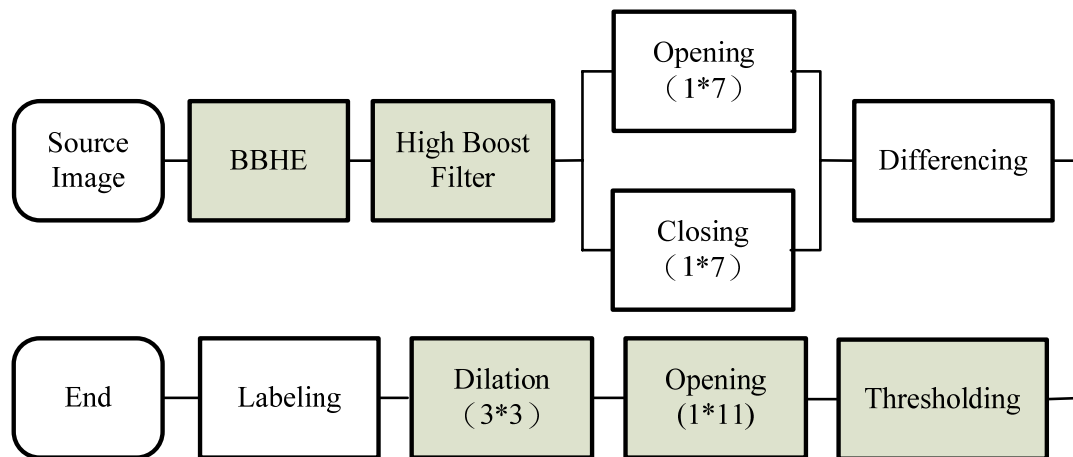 Source
Image
BBHE
High Boost
Filter
Opening
（1*7）
Closing
（1*7）
Differencing
End
Labeling
Dilation
（3*3）
Opening
(1*11)
Thresholding